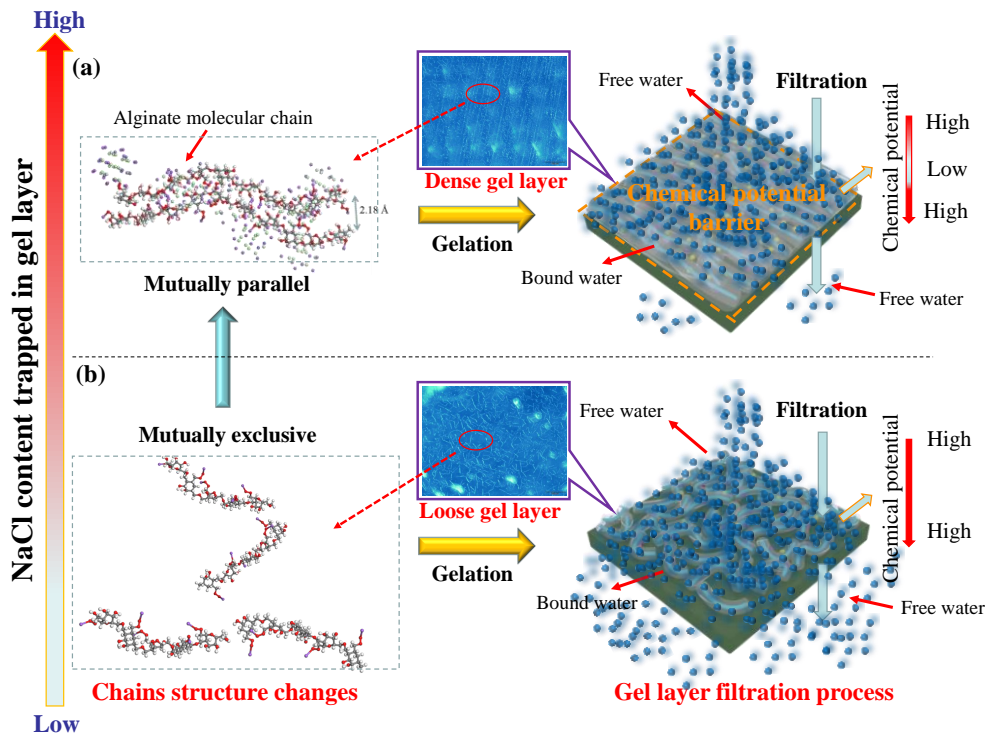 High
NaCl content trapped in gel layer
Low
(a)
Alginate molecular chain
2.18 Å
Mutually parallel
Dense gel layer
Gelation
Free water
Filtration
Chemical potential
barrier
Bound water
Free water
Chemical potential
High
Low
High
(b)
Mutually exclusive
Chains structure changes
Loose gel layer
Gelation
Free water
Filtration
Bound water
Free water
Chemical potential
High
High
Gel layer filtration process